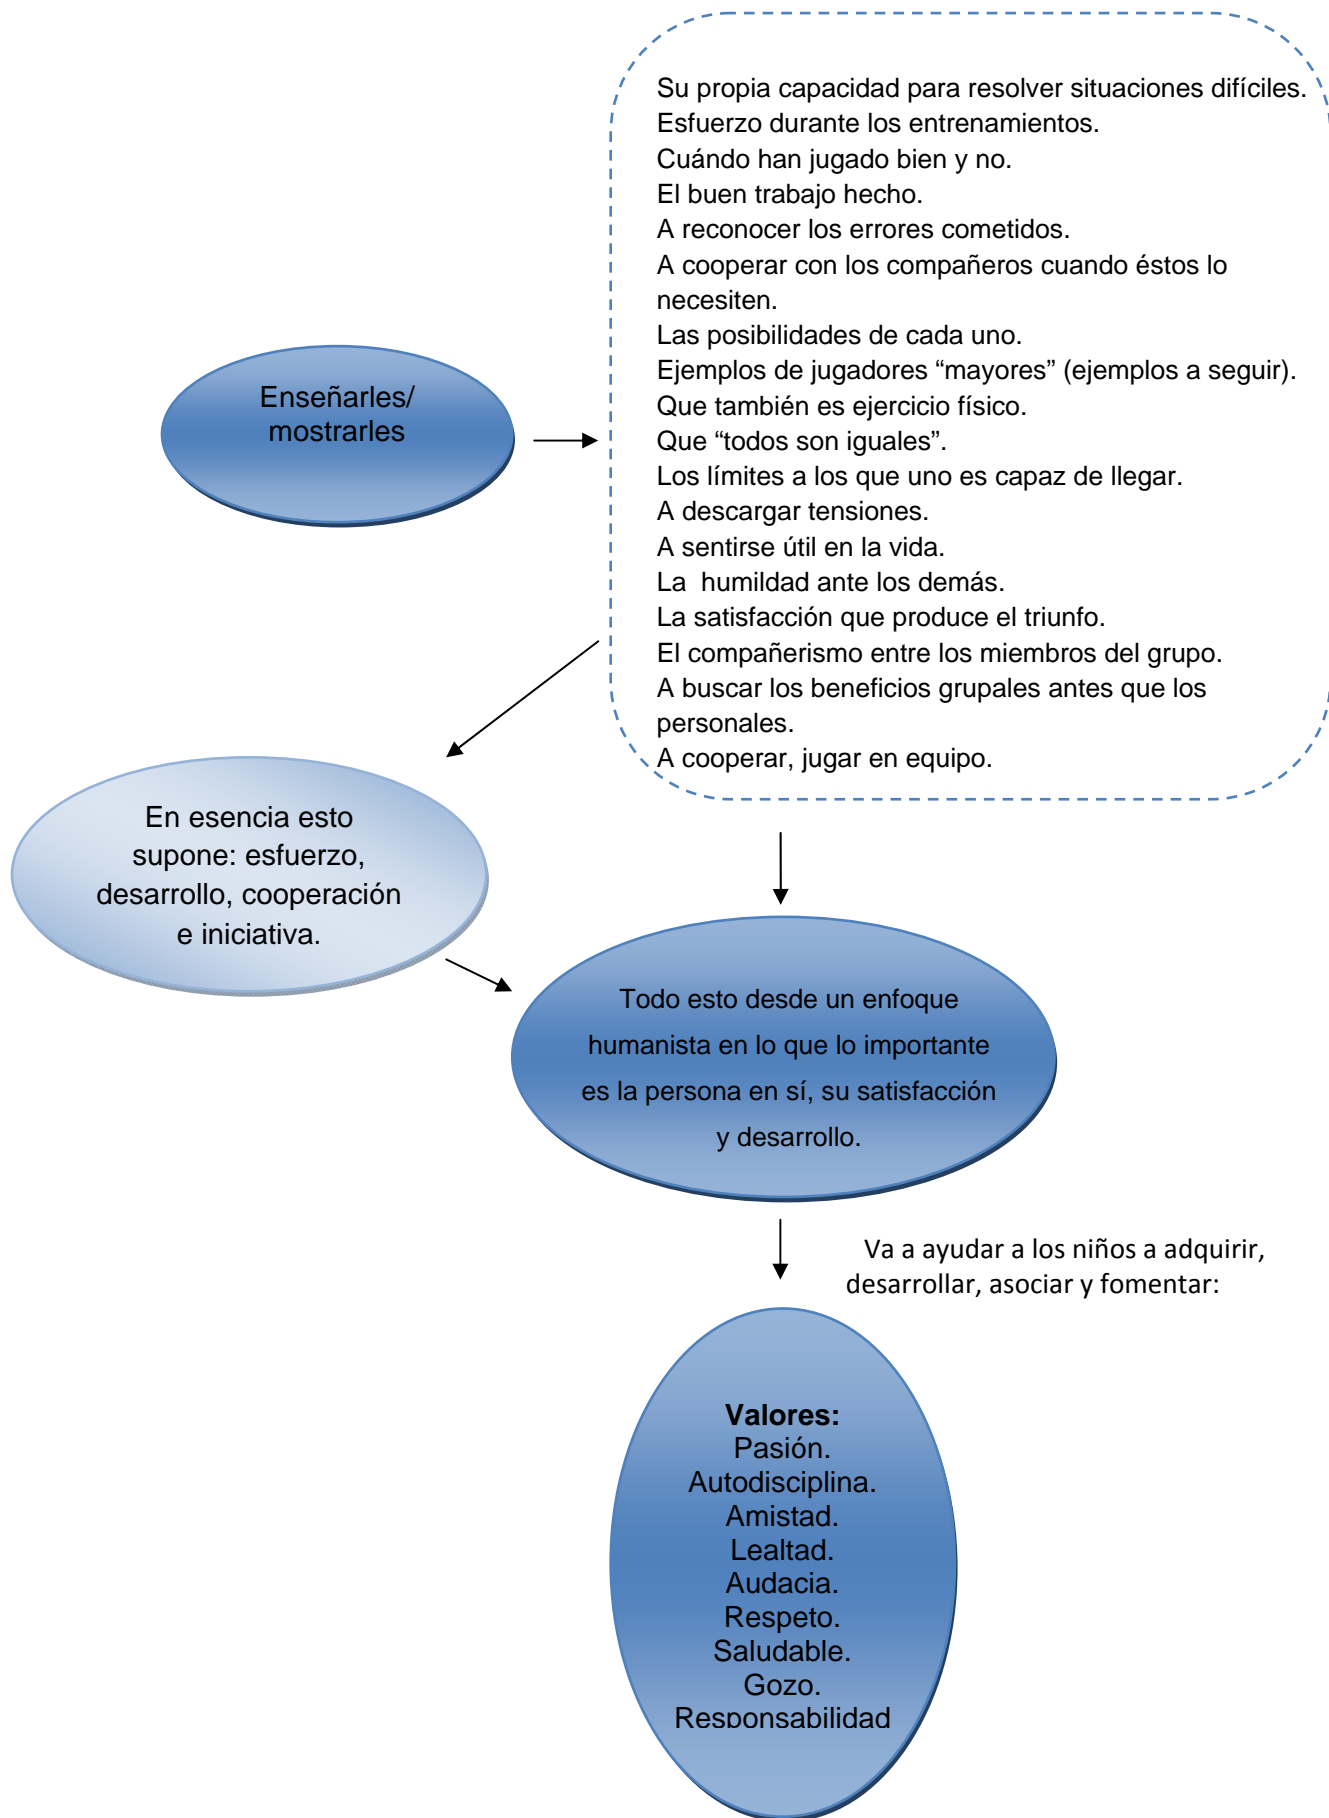 Su propia capacidad para resolver situaciones difíciles.
Esfuerzo durante los entrenamientos.
Cuándo han jugado bien y no.
El buen trabajo hecho.
A reconocer los errores cometidos.
A cooperar con los compañeros cuando éstos lo
necesiten.
Las posibilidades de cada uno.
Ejemplos de jugadores “mayores” (ejemplos a seguir).
Que también es ejercicio físico.
Que “todos son iguales”.
Los límites a los que uno es capaz de llegar.
A descargar tensiones.
A sentirse útil en la vida.
La  humildad ante los demás.
La satisfacción que produce el triunfo.
El compañerismo entre los miembros del grupo.
A buscar los beneficios grupales antes que los
personales.
A cooperar, jugar en equipo.
Enseñarles/
mostrarles
En esencia esto
supone: esfuerzo,
desarrollo, cooperación
e iniciativa.
Todo esto desde un enfoque
humanista en lo que lo importante
es la persona en sí, su satisfacción
y desarrollo.
Va a ayudar a los niños a adquirir,
desarrollar, asociar y fomentar:
Valores:
Pasión.
Autodisciplina.
Amistad.
Lealtad.
Audacia.
Respeto.
Saludable.
Gozo.
Responsabilidad